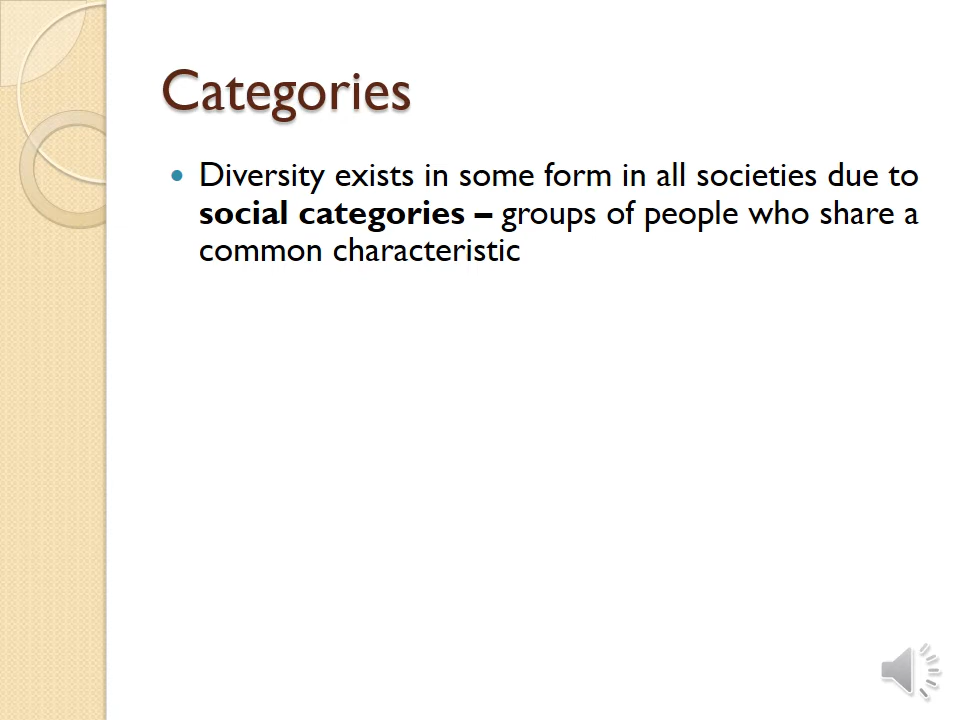 Categories
Diversity exists in some form in all societies due to
social categories – groups of people who share a
common characteristic